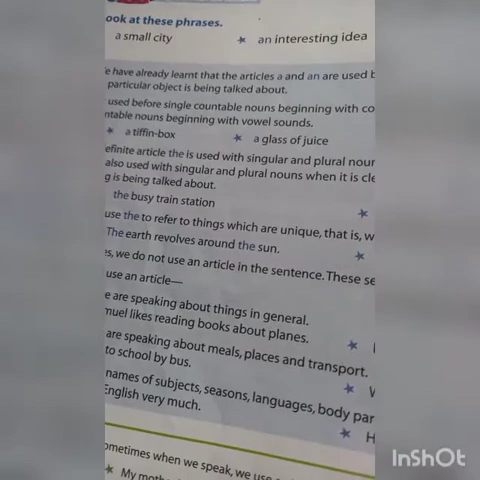 ook at these phrases.
a small city * an interesting idea
e have already learnt that the articles a and an are used b
particular object is being talked about.
used before single countable nouns beginning with co
ntable nouns beginning with vowel sounds.
* a tiffin-box * a glass of juice
efinite article the is used with singular and plural nour
also used with singular and plural nouns when it is cle
g is being talked about.
the busy train station *
use the to refer to things which are unique, that is, w
The earth revolves around the sun. *
es, we do not use an article in the sentence. These se
use an article—
e are speaking about things in general.
muel likes reading books about planes. *
are speaking about meals, places and transport.
to school by bus. *
names of subjects, seasons, languages, body par
English very much. * H
ometimes when we speak, we use
* My moth
InShOt